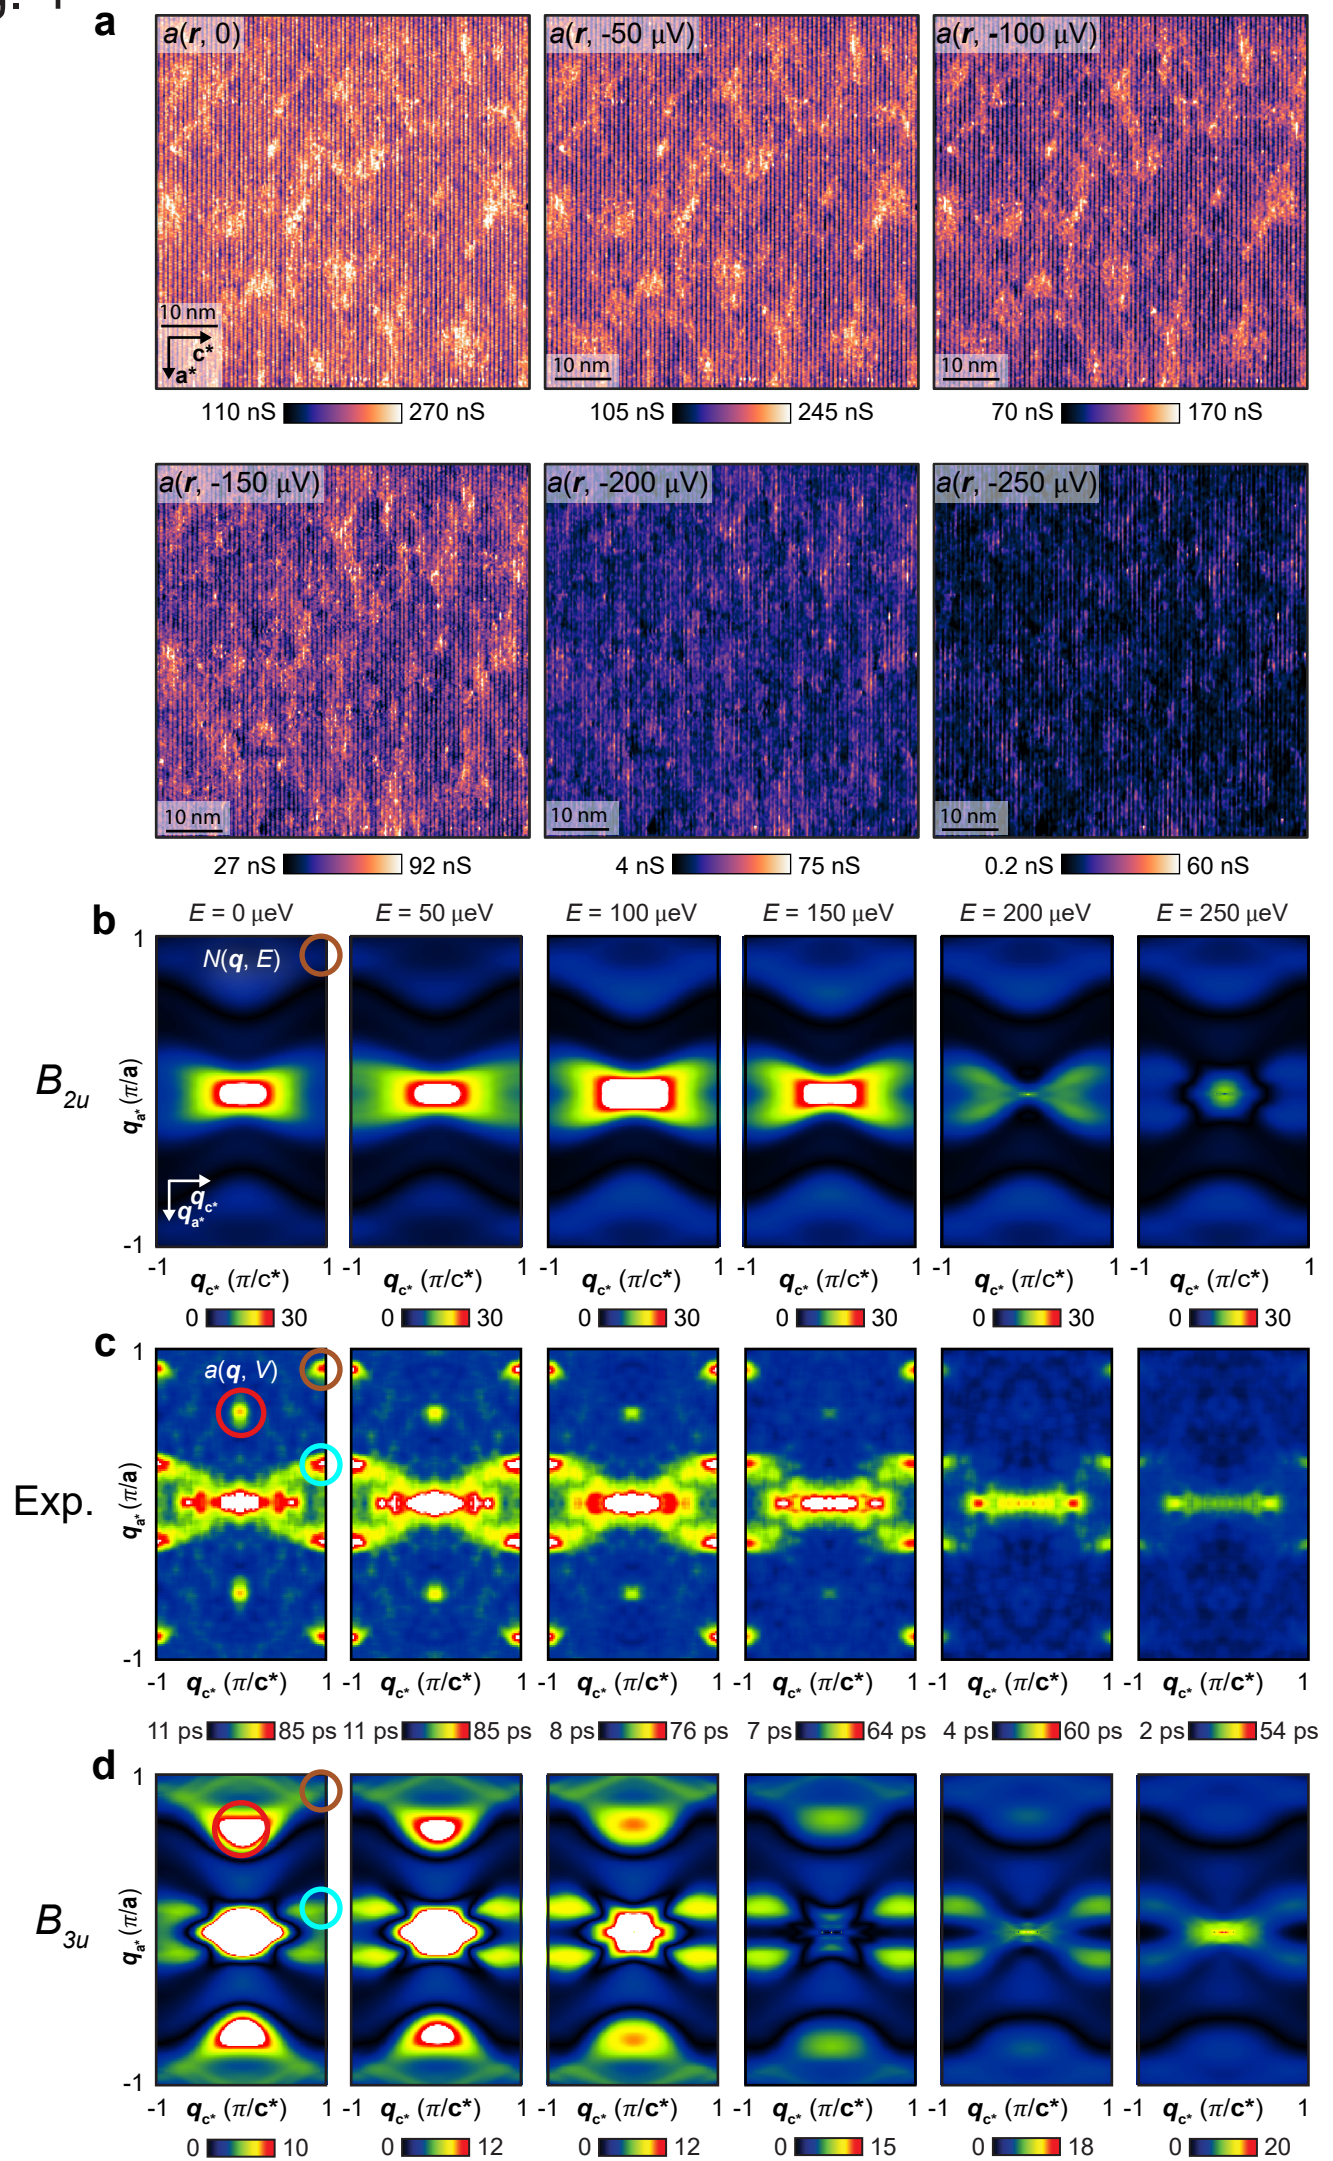 a
a(r, 0)
a(r, -50 μV)
a(r, -100 μV)
10 nm
c*
a*
10 nm
10 nm
110 nS 270 nS
105 nS 245 nS
70 nS 170 nS
a(r, -150 μV)
a(r, -200 μV)
a(r, -250 μV)
10 nm
10 nm
10 nm
27 nS 92 nS
4 nS 75 nS
0.2 nS 60 nS
b
E = 0 μeV
E = 50 μeV
E = 100 μeV
E = 150 μeV
E = 200 μeV
E = 250 μeV
B2u
qa* (π/a)
1
-1
N(q, E)
qc*
qa*
-1 qc* (π/c*) 1
-1 qc* (π/c*) 1
-1 qc* (π/c*) 1
-1 qc* (π/c*) 1
-1 qc* (π/c*) 1
-1 qc* (π/c*) 1
0 30
0 30
0 30
0 30
0 30
0 30
c
Exp.
qa* (π/a)
1
-1
a(q, V)
-1 qc* (π/c*) 1
-1 qc* (π/c*) 1
-1 qc* (π/c*) 1
-1 qc* (π/c*) 1
-1 qc* (π/c*) 1
-1 qc* (π/c*) 1
11 ps 85 ps
11 ps 85 ps
8 ps 76 ps
7 ps 64 ps
4 ps 60 ps
2 ps 54 ps
d
B3u
qa* (π/a)
1
-1
-1 qc* (π/c*) 1
-1 qc* (π/c*) 1
-1 qc* (π/c*) 1
-1 qc* (π/c*) 1
-1 qc* (π/c*) 1
-1 qc* (π/c*) 1
0 10
0 12
0 12
0 15
0 18
0 20